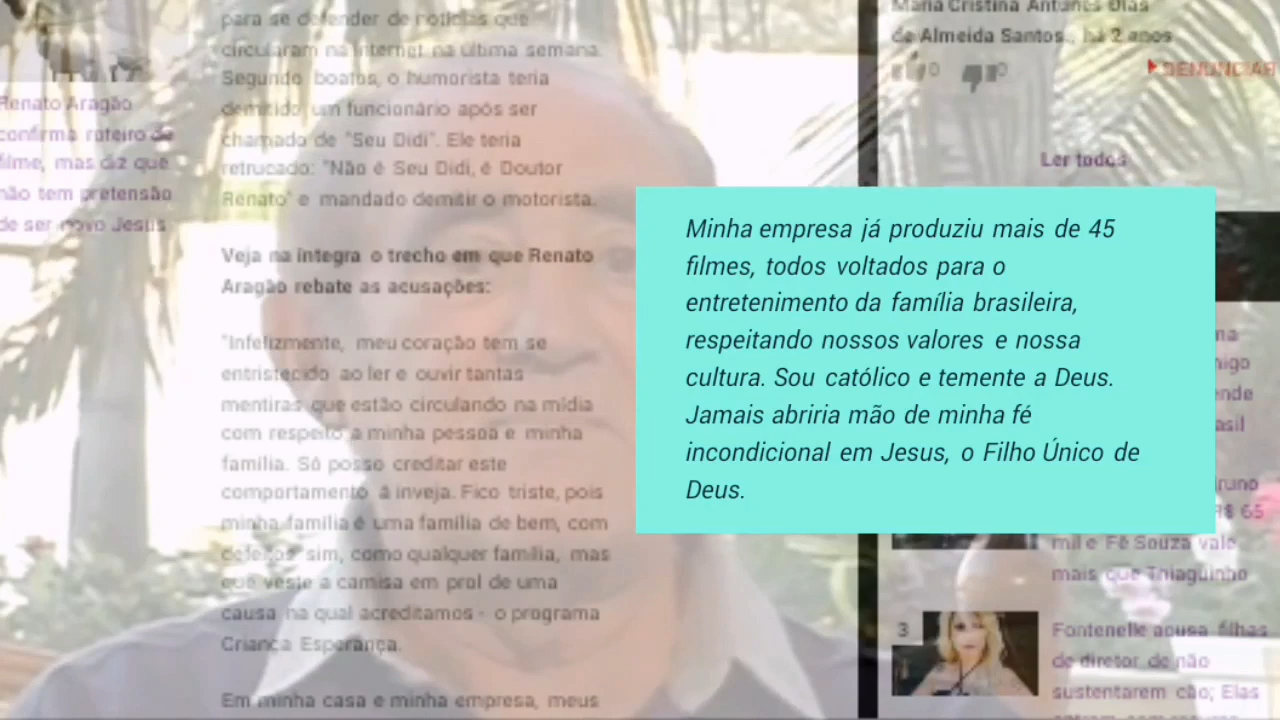 para se defender de notícias que
circularam na internet na última semana.
Segundo boatos, o humorista teria
demitido um funcionário após ser
chamado de "Seu Didi". Ele teria
retrucado: "Não é Seu Didi, é Doutor
Renato" e mandado demitir o motorista.
Veja na íntegra o trecho em que Renato
Aragão rebate as acusações:
"Infelizmente, meu coração tem se
entristecido ao ler e ouvir tantas
mentiras que estão circulando na mídia
com respeito a minha pessoa e minha
família. Só posso creditar este
comportamento à inveja. Fico triste, pois
minha família é uma família de bem, com
defeitos sim, como qualquer família, mas
que veste a camisa em prol de uma
causa na qual acreditamos - o programa
Criança Esperança.
Em minha casa e minha empresa, meus
Renato Aragão
confirma roteiro de
filme, mas diz que
não tem pretensão
de ser novo Jesus
Maria Cristina Antunes Dias
de Almeida Santos., há 2 anos
0 0 DENUNCIAR
Ler todos
Minha empresa já produziu mais de 45
filmes, todos voltados para o
entretenimento da família brasileira,
respeitando nossos valores e nossa
cultura. Sou católico e temente a Deus.
Jamais abriria mão de minha fé
incondicional em Jesus, o Filho Único de
Deus.
R$ 65
mil e Fê Souza vale
mais que Thiaguinho
3
Fontenelle acusa filhas
de diretor de não
sustentarem cão; Elas